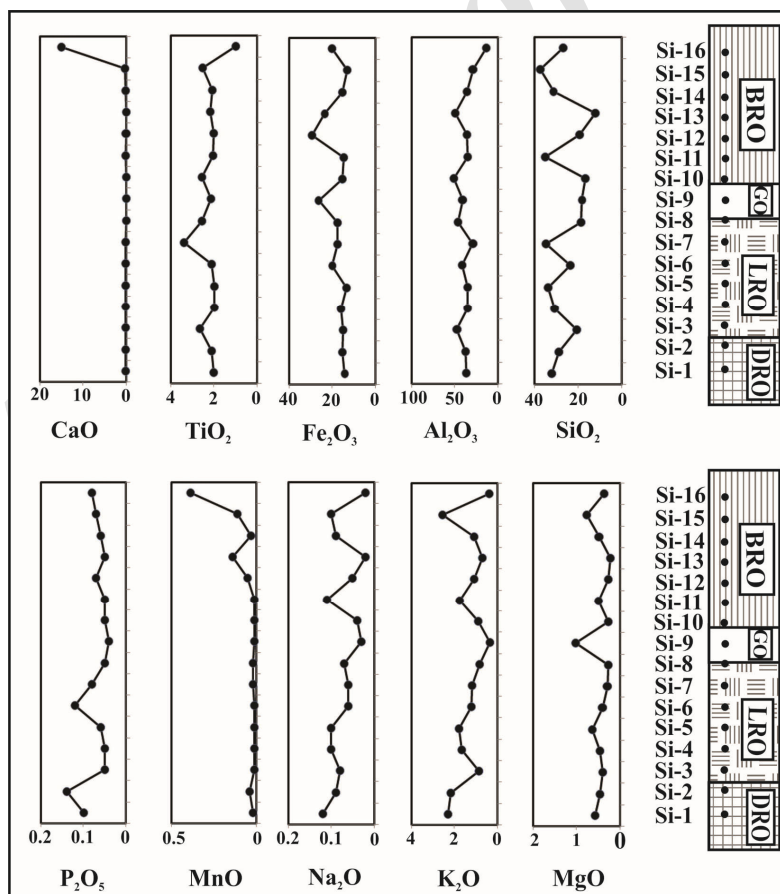 Si-16
Si-15
Si-14
Si-13
Si-12
Si-11
Si-10
Si-9
Si-8
Si-7
Si-6
Si-5
Si-4
Si-3
Si-2
Si-1
BRO
GO
LRO
DRO
20 10 0 6 4 2 0 40 20 0 100 50 0 40 20 0
CaO TiO₂ Fe₂O₃ Al₂O₃ SiO₂
Si-16
Si-15
Si-14
Si-13
Si-12
Si-11
Si-10
Si-9
Si-8
Si-7
Si-6
Si-5
Si-4
Si-3
Si-2
Si-1
BRO
GO
LRO
DRO
0.2 0.1 0 0.5 0 0.2 0.1 0 4 2 0 2 1 0
P₂O₅ MnO Na₂O K₂O MgO